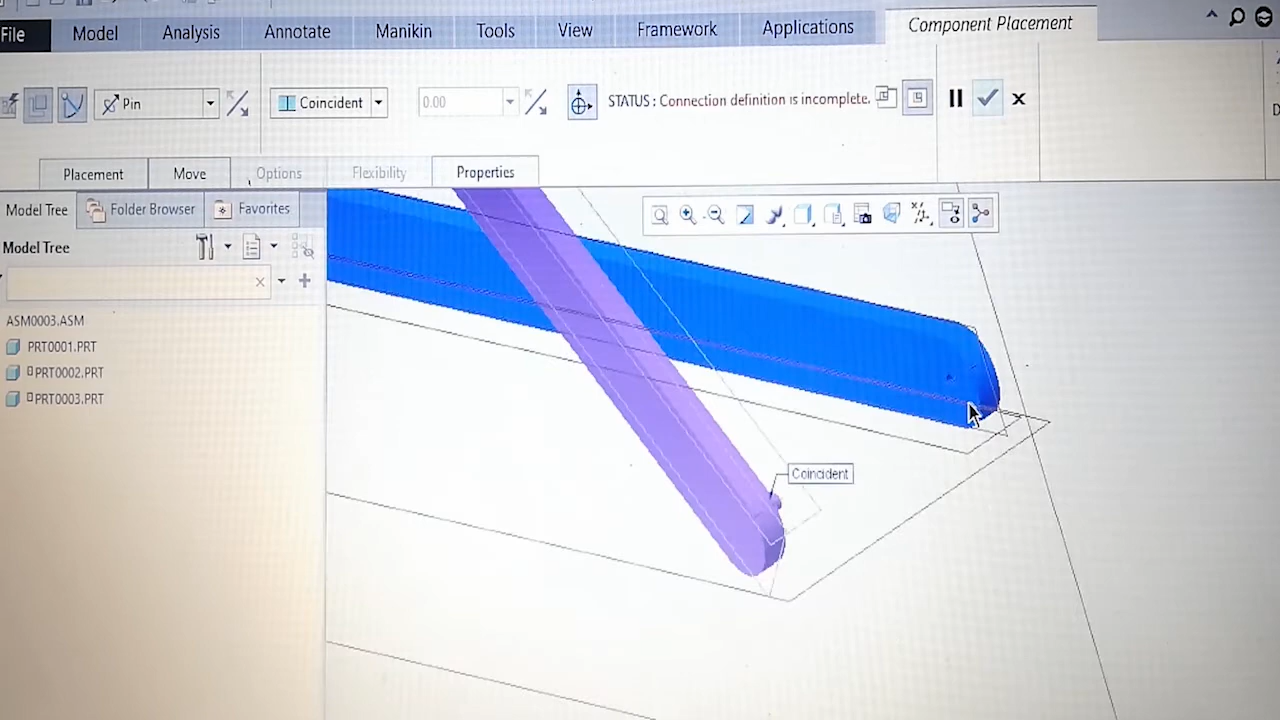 File Model Analysis Annotate Manikin Tools View Framework Applications Component Placement
Pin Coincident 0.00 STATUS : Connection definition is incomplete.
Placement Move Options Flexibility Properties
Model Tree Folder Browser Favorites
Model Tree
ASM0003.ASM
PRT0001.PRT
PRT0002.PRT
PRT0003.PRT
Coincident